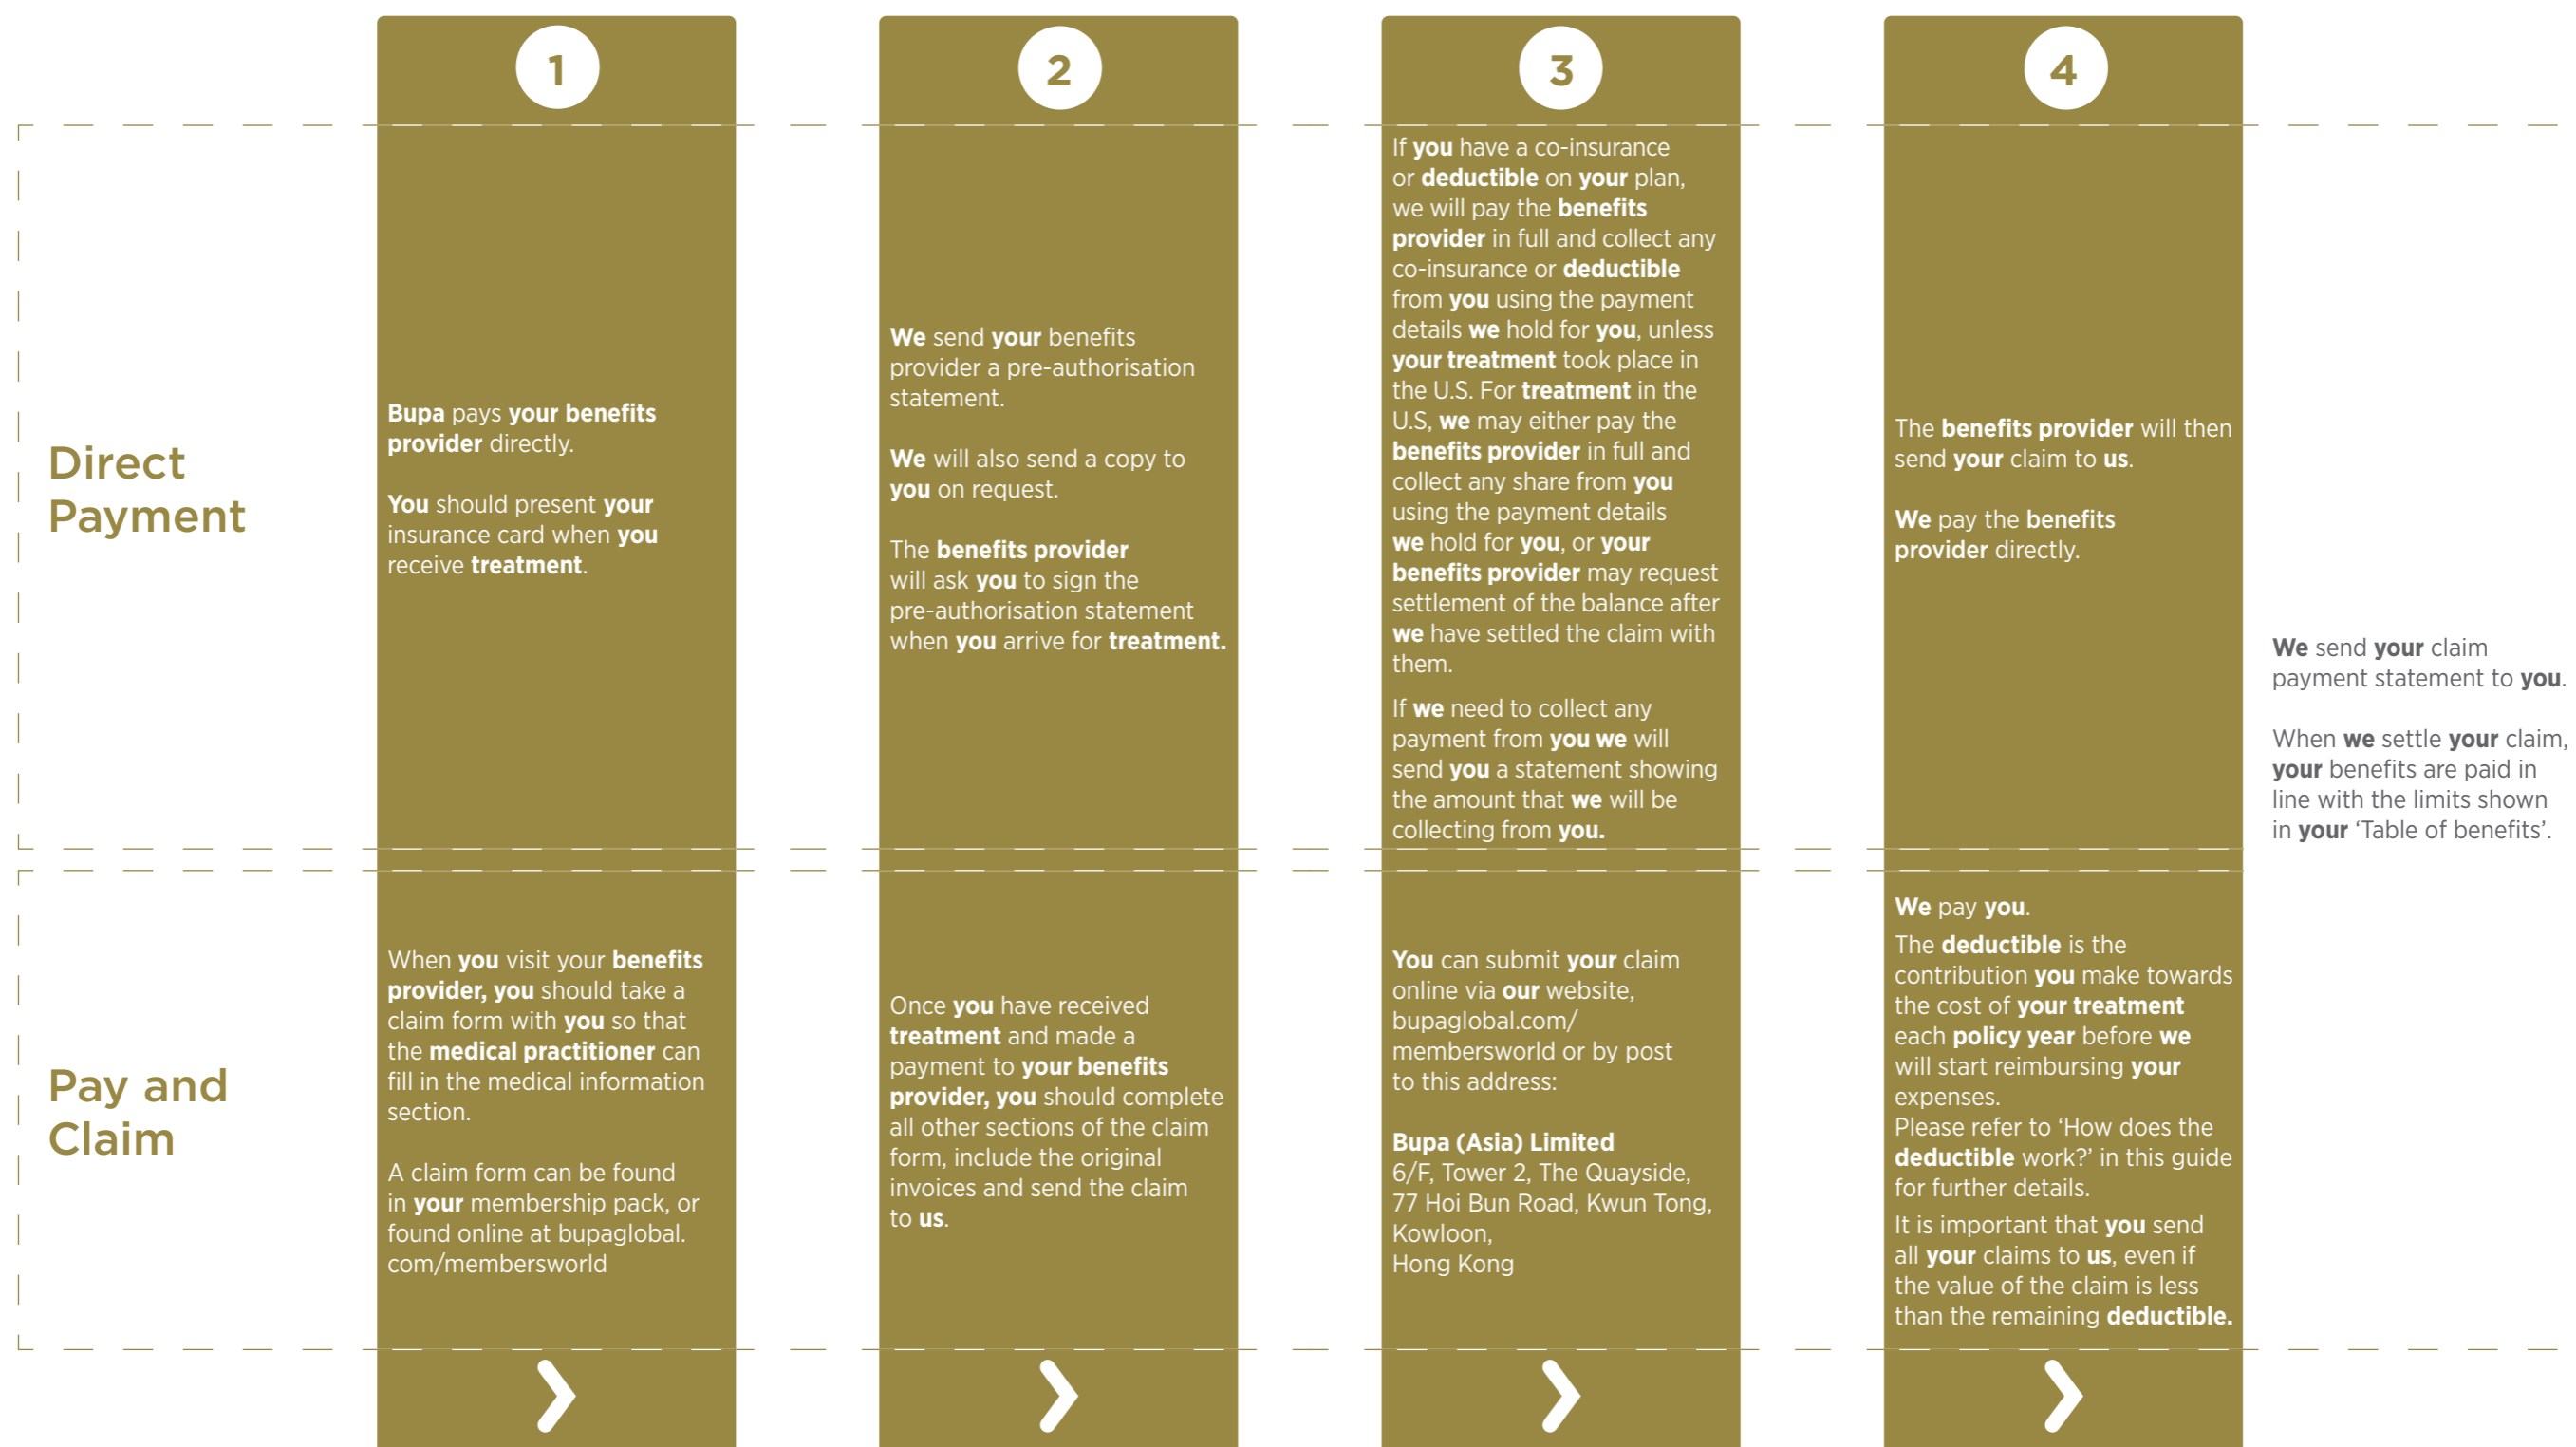 1
2
3
4
Direct
Payment
Bupa pays your benefits
provider directly.
You should present your
insurance card when you
receive treatment.
We send your benefits
provider a pre-authorisation
statement.
We will also send a copy to
you on request.
The benefits provider
will ask you to sign the
pre-authorisation statement
when you arrive for treatment.
If you have a co-insurance
or deductible on your plan,
we will pay the benefits
provider in full and collect any
co-insurance or deductible
from you using the payment
details we hold for you, unless
your treatment took place in
the U.S. For treatment in the
U.S, we may either pay the
benefits provider in full and
collect any share from you
using the payment details
we hold for you, or your
benefits provider may request
settlement of the balance after
we have settled the claim with
them.
If we need to collect any
payment from you we will
send you a statement showing
the amount that we will be
collecting from you.
The benefits provider will then
send your claim to us.
We pay the benefits
provider directly.
Pay and
Claim
When you visit your benefits
provider, you should take a
claim form with you so that
the medical practitioner can
fill in the medical information
section.
A claim form can be found
in your membership pack, or
found online at bupaglobal.
com/membersworld
Once you have received
treatment and made a
payment to your benefits
provider, you should complete
all other sections of the claim
form, include the original
invoices and send the claim
to us.
You can submit your claim
online via our website,
bupaglobal.com/
membersworld or by post
to this address:
Bupa (Asia) Limited
6/F, Tower 2, The Quayside,
77 Hoi Bun Road, Kwun Tong,
Kowloon,
Hong Kong
We pay you.
The deductible is the
contribution you make towards
the cost of your treatment
each policy year before we
will start reimbursing your
expenses.
Please refer to ‘How does the
deductible work?’ in this guide
for further details.
It is important that you send
all your claims to us, even if
the value of the claim is less
than the remaining deductible.
We send your claim
payment statement to you.
When we settle your claim,
your benefits are paid in
line with the limits shown
in your ‘Table of benefits’.